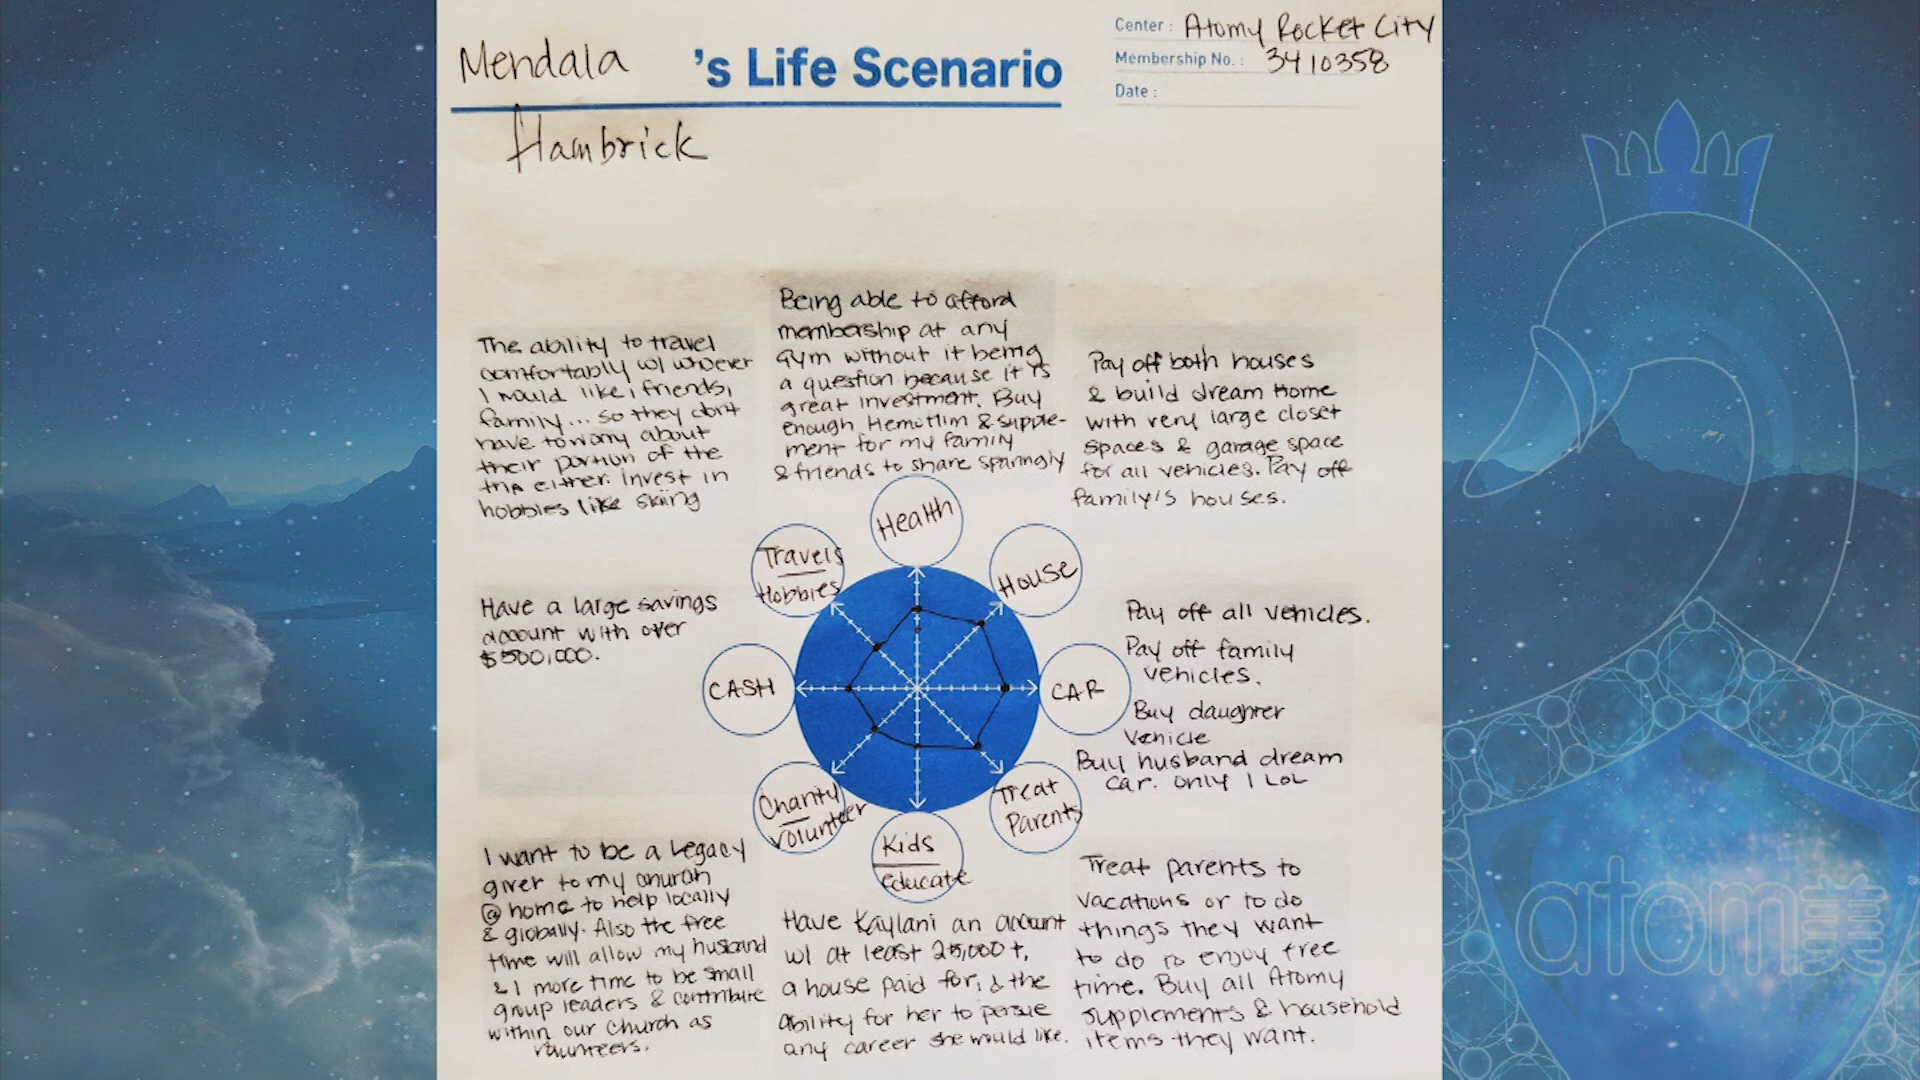 Mendala 's Life Scenario
Hambrick
Center : Atomy Rocket City
Membership No. : 3410358
Date :
The ability to travel
comfortably w/ whoever
I would like, friends,
family... so they don't
have to worry about
their portion of the
trip either. Invest in
hobbies like skiing
Being able to afford
membership at any
gym without it being
a question because it is
great investment. Buy
enough Hemohim & supple-
ment for my family
& friends to share sparingly
Pay off both houses
& build dream home
with very large closet
spaces & garage space
for all vehicles. Pay off
family's houses.
Health
Travels
Hobbies
House
Have a large savings
account with over
$500,000.
CASH
CAR
Pay off all vehicles.
Pay off family
vehicles.
Buy daughter
vehicle
Buy husband dream
car. only 1 LOL
Charity
volunteer
Kids
educate
Treat
Parents
I want to be a Legacy
giver to my church
@ home to help locally
& globally. Also the free
time will allow my husband
& I more time to be small
group leaders & contribute
within our church as
volunteers.
Have Kaylani an account
w/ at least 25,000 +,
a house paid for, & the
ability for her to persue
any career she would like.
Treat parents to
vacations or to do
things they want
to do to enjoy free
time. Buy all Atomy
supplements & household
items they want.
atom美